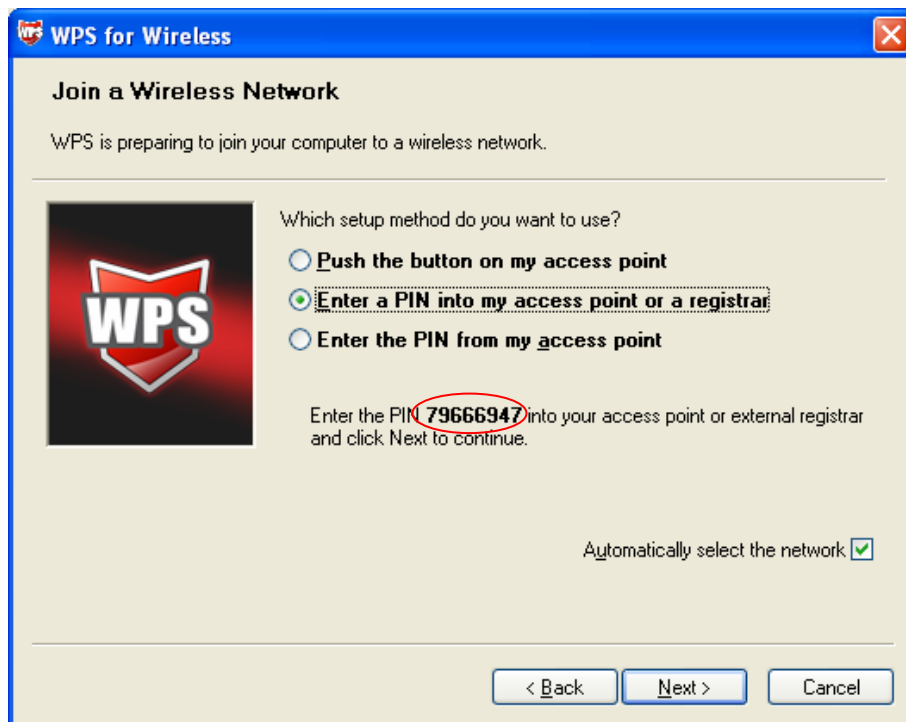 WPS WPS for Wireless
Join a Wireless Network
WPS is preparing to join your computer to a wireless network.
Which setup method do you want to use?
Push the button on my access point
Enter a PIN into my access point or a registrar
WPS
Enter the PIN from my access point
Enter the PIN 79666947 into your access point or external registrar
and click Next to continue.
Automatically select the network
< Back Next > Cancel